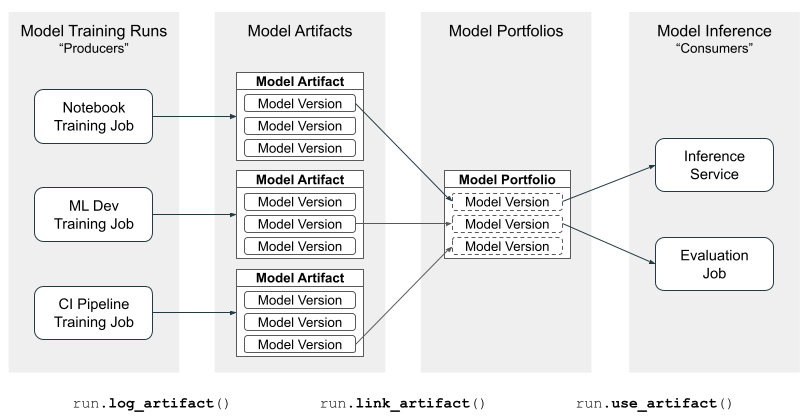 Model Training Runs
"Producers"
Notebook
Training Job
ML Dev
Training Job
CI Pipeline
Training Job
Model Artifacts
Model Artifact
Model Version
Model Version
Model Version
Model Artifact
Model Version
Model Version
Model Version
Model Artifact
Model Version
Model Version
Model Version
Model Portfolios
Model Portfolio
Model Version
Model Version
Model Version
Model Inference
"Consumers"
Inference
Service
Evaluation
Job
run.log_artifact()
run.link_artifact()
run.use_artifact()